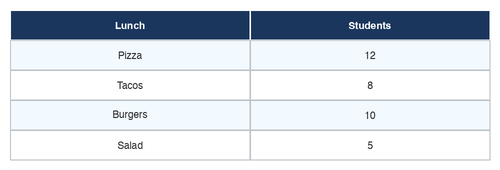 Lunch Students
Pizza 12
Tacos 8
Burgers 10
Salad 5